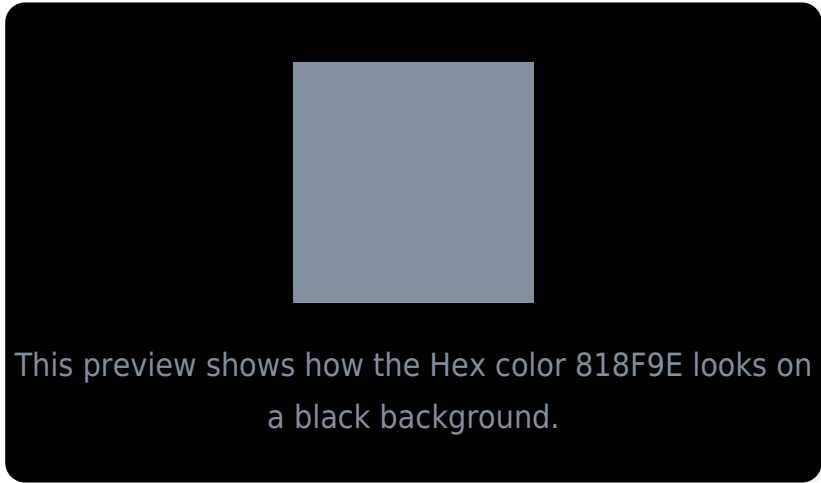 This preview shows how the Hex color 818F9E looks on
a black background.